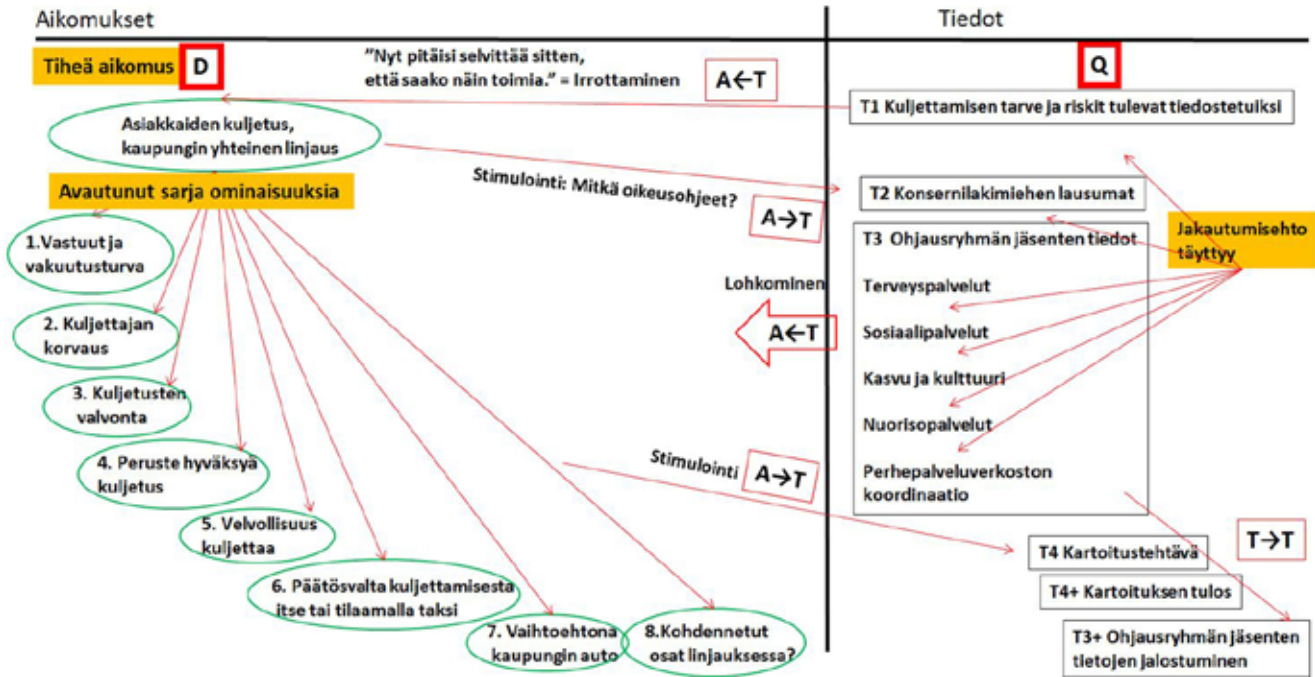 Aikomukset
Tiedot
Tiheä aikomus
D
”Nyt pitäisi selvittää sitten,
että saako näin toimia.” = Irrottaminen
A←T
Q
T1 Kuljettamisen tarve ja riskit tulevat tiedostetuiksi
Asiakkaiden kuljetus,
kaupungin yhteinen linjaus
Stimulointi: Mitkä oikeusohjeet?
A→T
Avautunut sarja ominaisuuksia
T2 Konsernilakimiehen lausumat
Jakautumisehto
täyttyy
1.Vastuut ja
vakuutusturva
2. Kuljettajan
korvaus
3. Kuljetusten
valvonta
4. Peruste hyväksyä
kuljetus
5. Velvollisuus
kuljettaa
6. Päätösvalta kuljettamisesta
itse tai tilaamalla taksi
7. Vaihtoehtona
kaupungin auto
8.Kohdennetut
osat linjauksessa?
Lohkominen
A←T
Stimulointi
A→T
T3 Ohjausryhmän jäsenten tiedot
Terveyspalvelut
Sosiaalipalvelut
Kasvu ja kulttuuri
Nuorisopalvelut
Perhepalveluverkoston
koordinaatio
T→T
T4 Kartoitustehtävä
T4+ Kartoituksen tulos
T3+ Ohjausryhmän jäsenten
tietojen jalostuminen